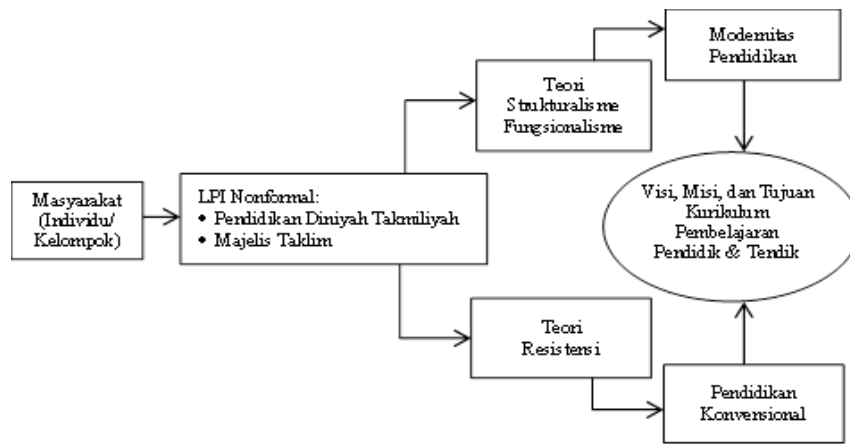 Masyarakat
(Individu/
Kelompok)
LPI Nonformal:
• Pendidikan Diniyah Takmiliyah
• Majelis Taklim
Teori
Strukturalisme
Fungsionalisme
Modernitas
Pendidikan
Visi, Misi, dan Tujuan
Kurikulum
Pembelajaran
Pendidik & Tendik
Teori
Resistensi
Pendidikan
Konvensional